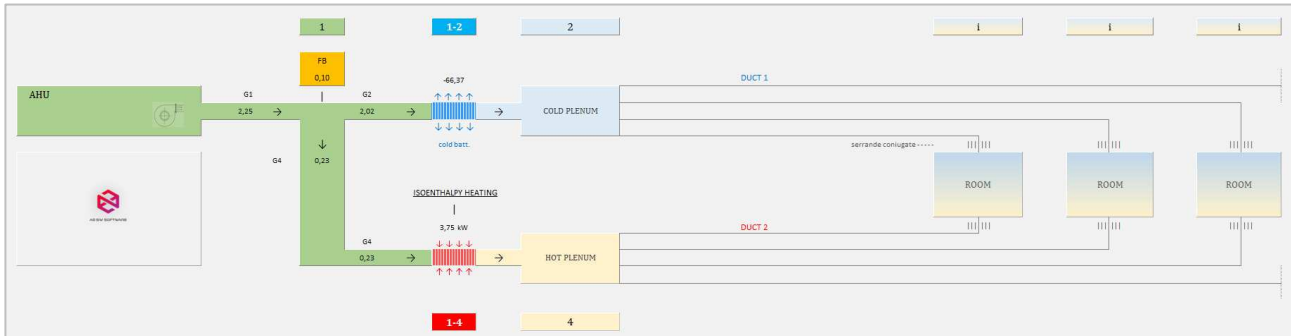 1
1-2
2
i
i
i
FB
0,10
-66,37
DUCT 1
AHU
G1
G2
2,25
→
2,02
→
→
COLD PLENUM
cold batt.
serrande coniugate
G4
0,23
ROOM
ROOM
ROOM
ISOENTHALPY HEATING
3,75 kW
DUCT 2
G4
0,23
→
→
HOT PLENUM
1-4
4